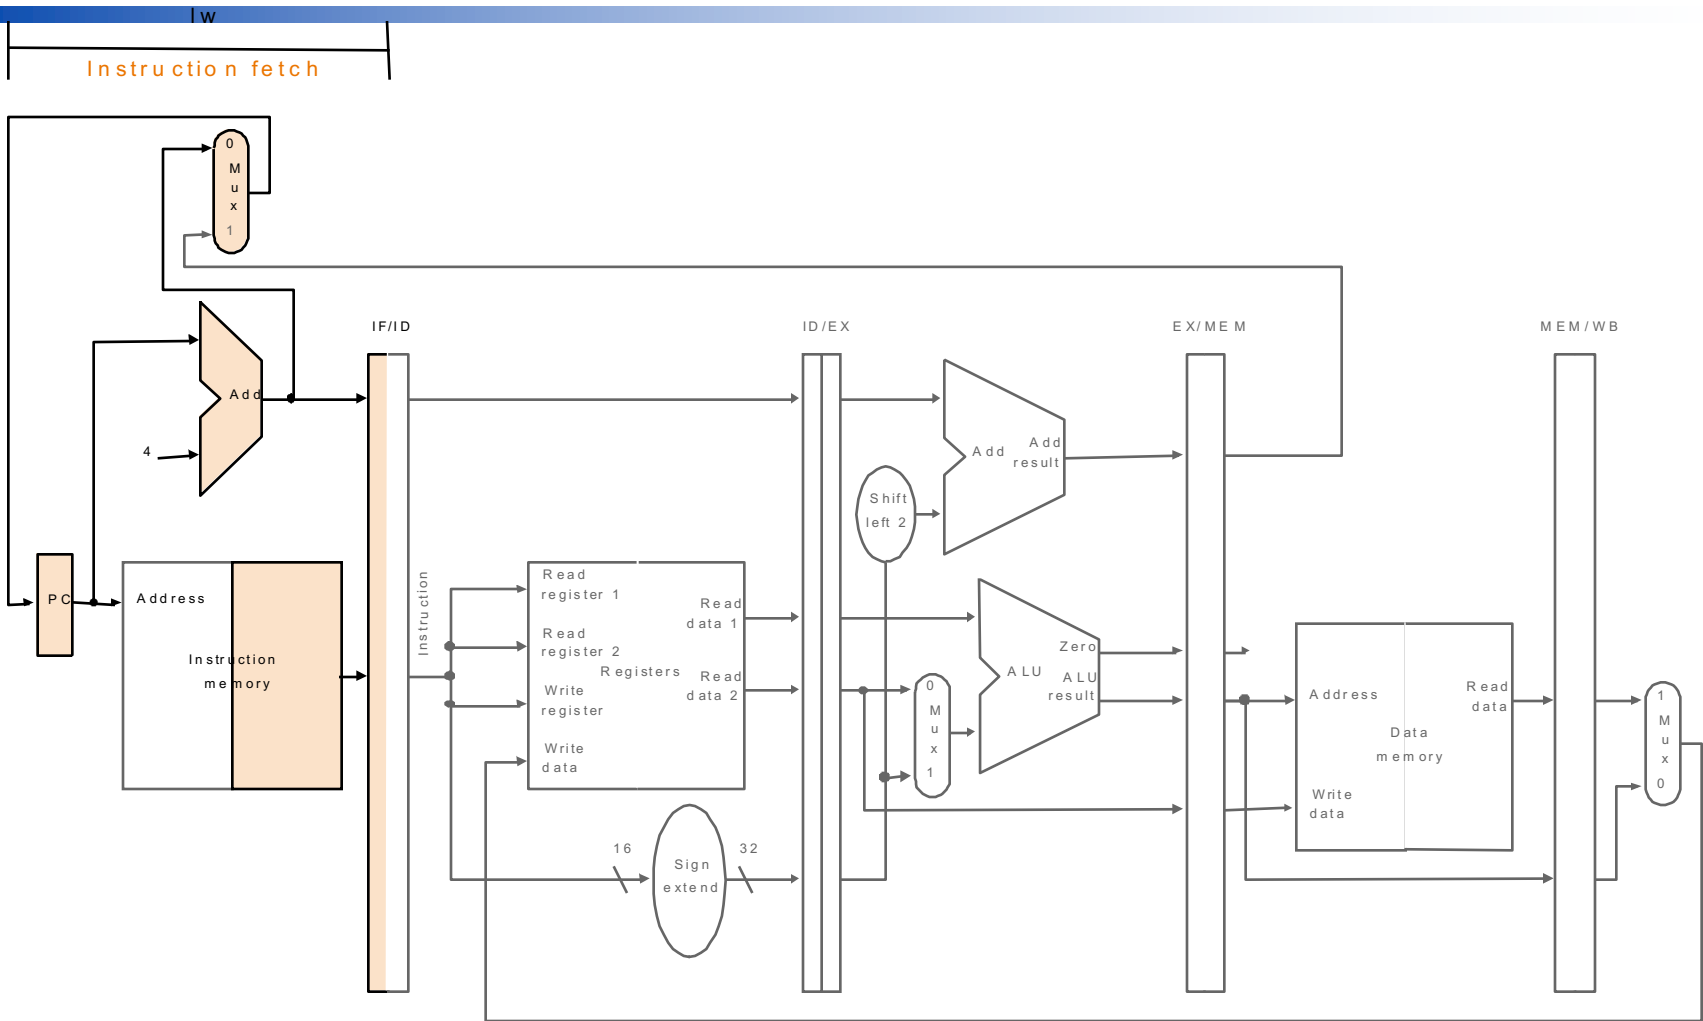 lw
Instruction fetch
0
M
u
x
1
IF/ID
ID/EX
EX/MEM
MEM/WB
Add
4
Add
Add
result
Shift
left 2
PC
Address
Instruction
memory
Instruction
Read
register 1
Read
register 2
Registers
Write
register
Write
data
Read
data 1
Read
data 2
0
M
u
x
1
Zero
ALU
ALU
result
Address
Read
data
Data
memory
Write
data
1
M
u
x
0
16
Sign
extend
32